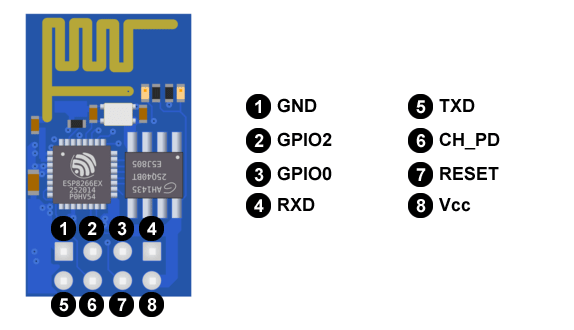 ESP8266EX
252014
P0HV54
AH1435
25Q40BT
E53805
1 GND
2 GPIO2
3 GPIO0
4 RXD
5 TXD
6 CH_PD
7 RESET
8 Vcc
1 2 3 4
5 6 7 8